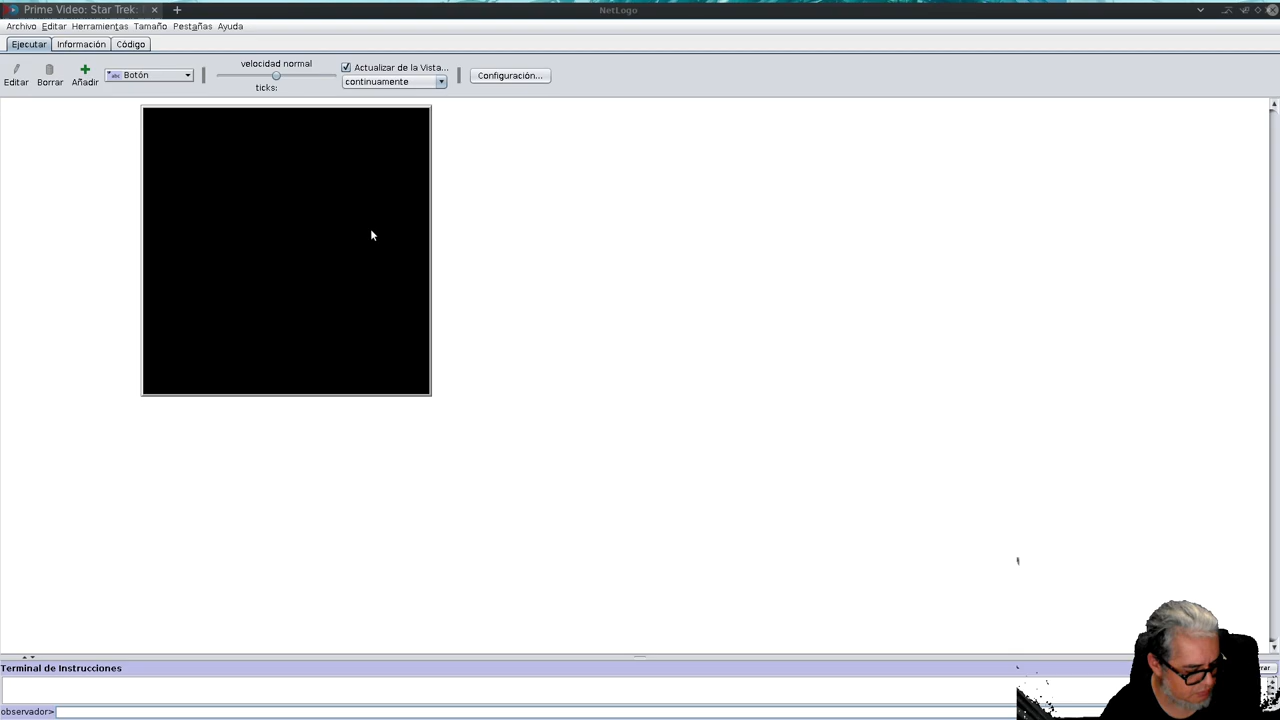 Prime Video: Star Trek:
NetLogo
Archivo Editar Herramientas Tamaño Pestañas Ayuda
Ejecutar Información Código
Editar Borrar Añadir abc Botón velocidad normal ticks: Actualizar de la Vista... continuamente Configuración...
Terminal de Instrucciones
observador>